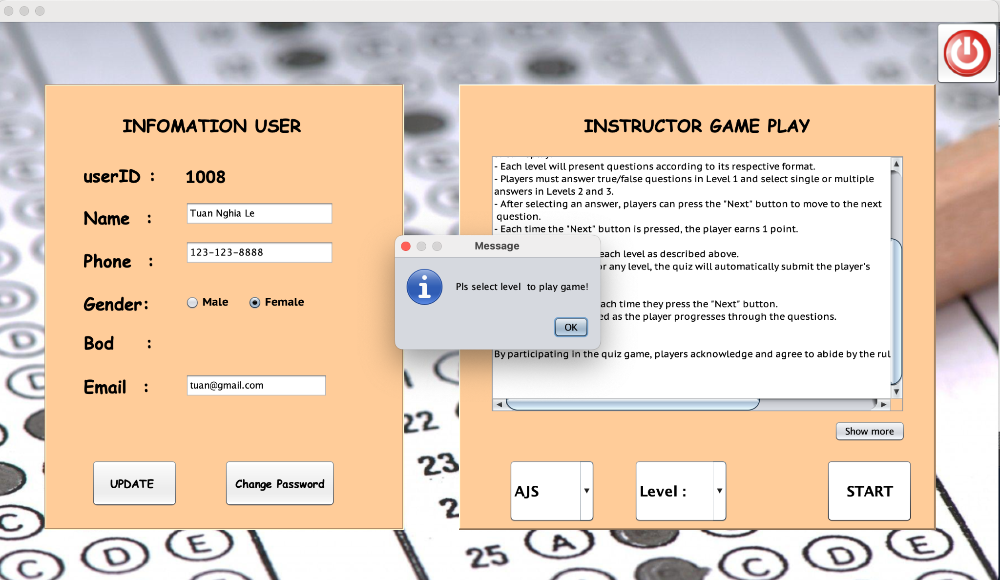 INFOMATION USER
userID :
1008
Name :
Tuan Nghia Le
Phone :
123-123-8888
Gender:
Male
Female
Bod :
Email :
tuan@gmail.com
UPDATE
Change Password
INSTRUCTOR GAME PLAY
- Each level will present questions according to its respective format.
- Players must answer true/false questions in Level 1 and select single or multiple
answers in Levels 2 and 3.
- After selecting an answer, players can press the "Next" button to move to the next
question.
- Each time the "Next" button is pressed, the player earns 1 point.
each level as described above.
or any level, the quiz will automatically submit the player's
each time they press the "Next" button.
as the player progresses through the questions.
By participating in the quiz game, players acknowledge and agree to abide by the rul
Message
Pls select level to play game!
OK
Show more
AJS
Level :
START
D
D
22
23
2
25
A
C
D
E
C
C
D
E